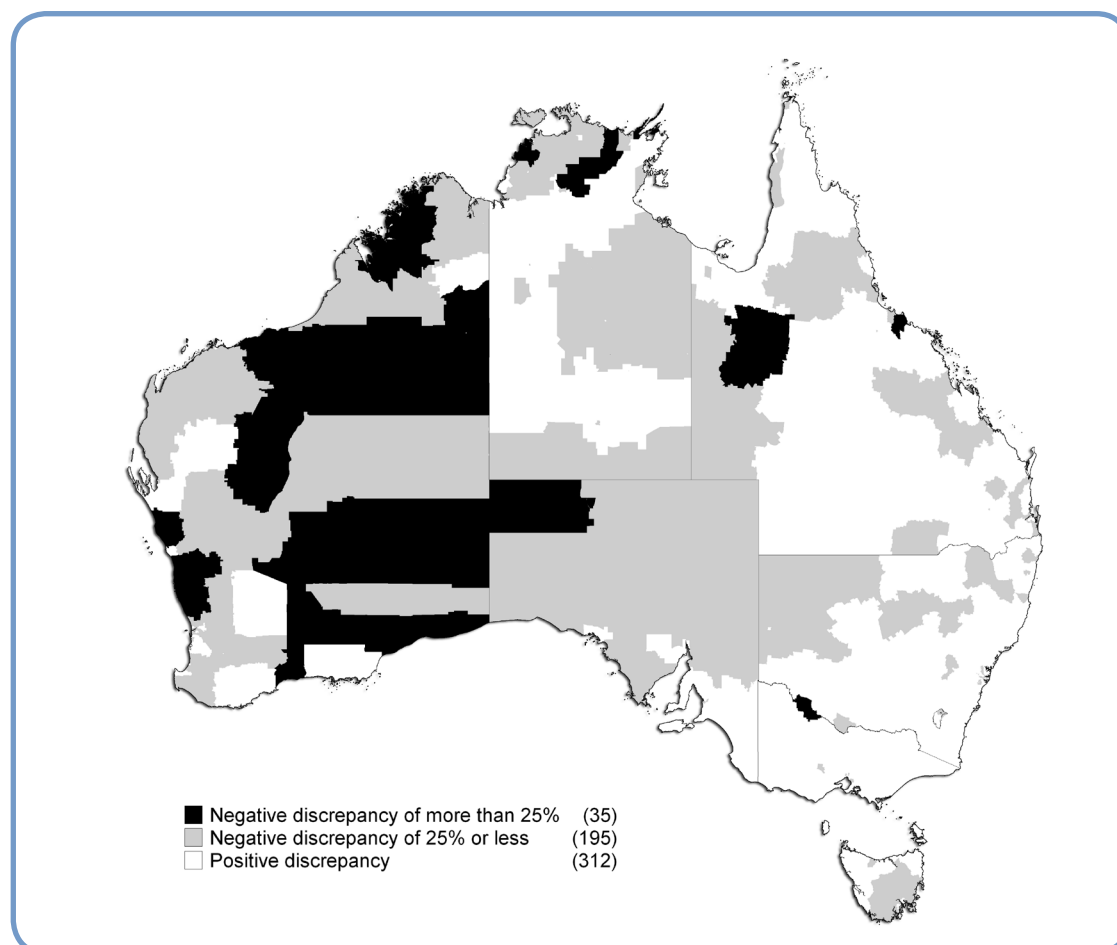 Negative discrepancy of more than 25% (35)
Negative discrepancy of 25% or less (195)
Positive discrepancy (312)